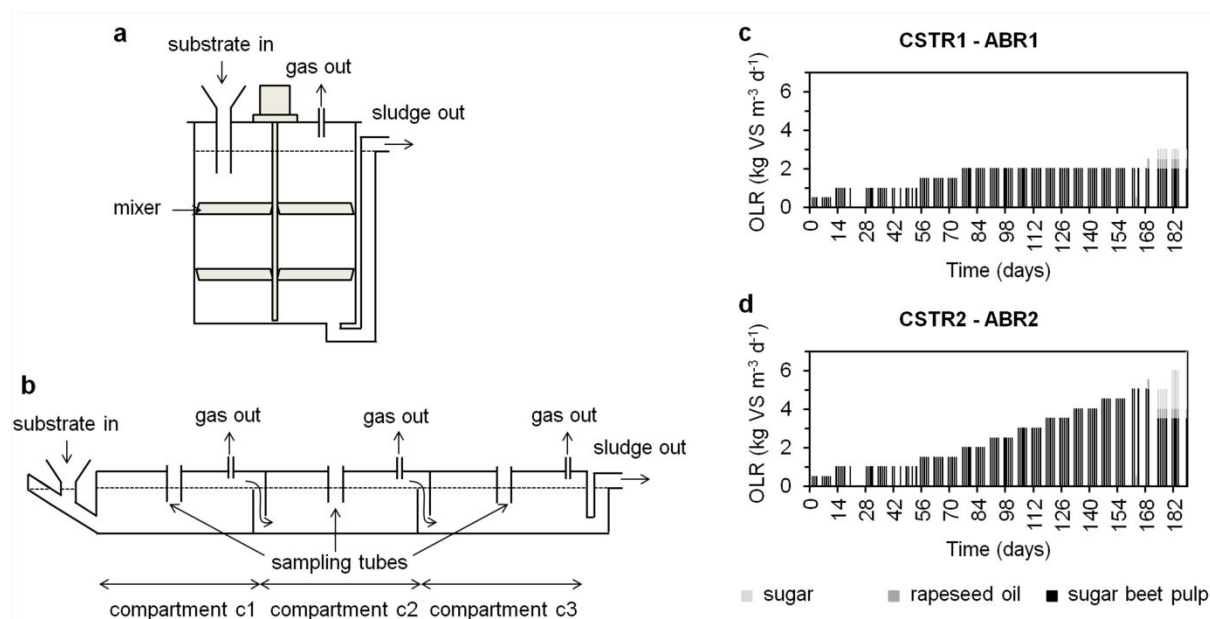 a
substrate in
gas out
sludge out
mixer
b
substrate in
gas out
gas out
gas out
sludge out
sampling tubes
compartment c1
compartment c2
compartment c3
c
CSTR1 - ABR1
OLR (kg VS m⁻³ d⁻¹)
6
4
2
0
0 14 28 42 56 70 84 98 112 126 140 154 168 182
Time (days)
d
CSTR2 - ABR2
OLR (kg VS m⁻³ d⁻¹)
6
4
2
0
0 14 28 42 56 70 84 98 112 126 140 154 168 182
Time (days)
sugar rapeseed oil sugar beet pulp